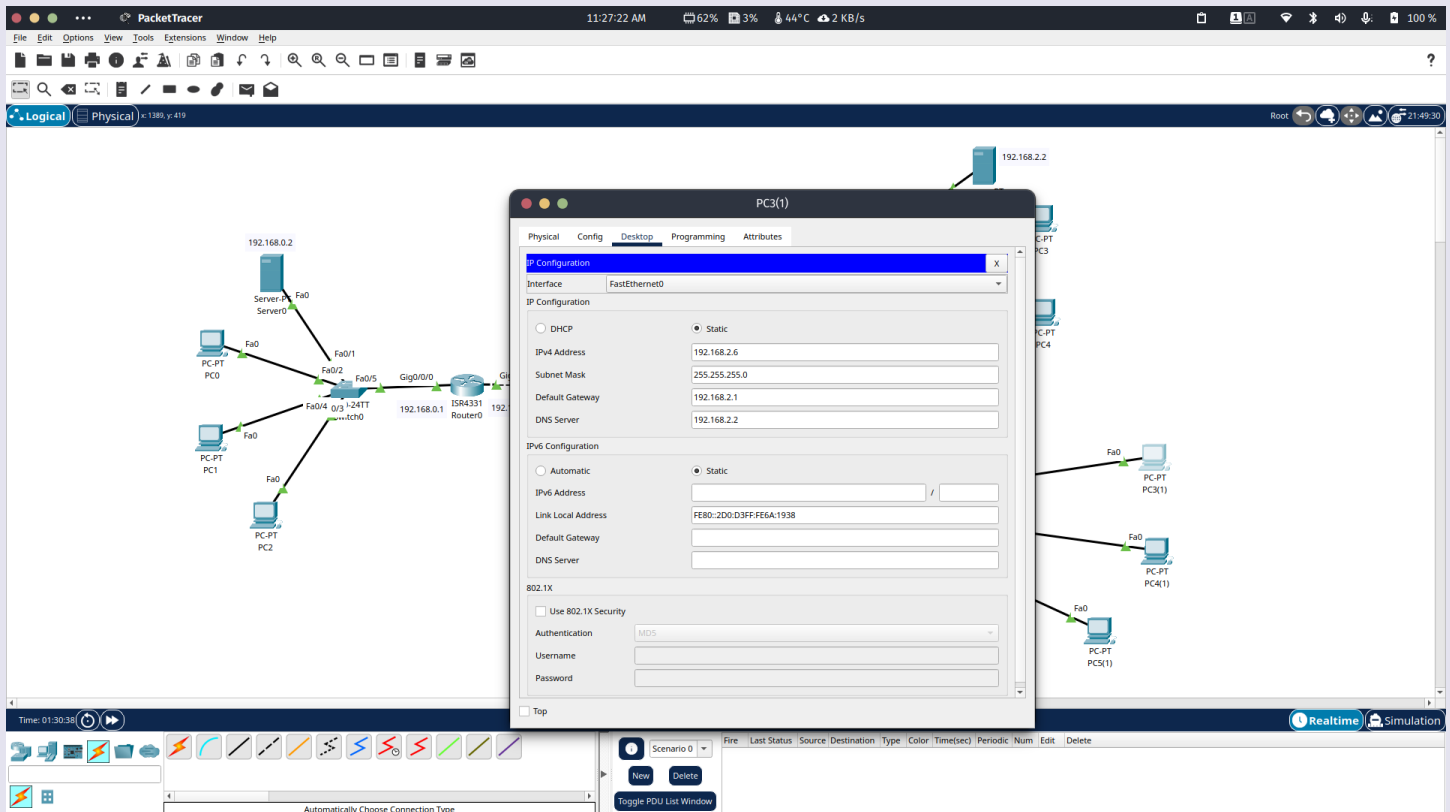 PacketTracer 11:27:22 AM 62% 3% 44°C 2 KB/s 1 A 100 %
File Edit Options View Tools Extensions Window Help
?
Logical Physical x: 1389, y: 419 Root 21:49:30
192.168.2.2
PC3(1)
Physical Config Desktop Programming Attributes
C-PT
PC3
192.168.0.2
IP Configuration X
Interface FastEthernet0
Server-PT Fa0
Server0
IP Configuration
DHCP Static
Fa0
PC-PT
PC0
Fa0/1
IPv4 Address 192.168.2.6
PC-PT
PC4
Fa0/2
Fa0/5 Gig0/0/0
Subnet Mask 255.255.255.0
Fa0/4 0/3 -24TT
192.168.0.1 ISR4331 192.
Router0
Default Gateway 192.168.2.1
DNS Server 192.168.2.2
Fa0
PC-PT
PC1
IPv6 Configuration
Automatic Static
Fa0
PC-PT
PC3(1)
IPv6 Address /
Fa0
Link Local Address FE80::2D0:D3FF:FE6A:1938
PC-PT
PC2
Default Gateway
DNS Server
Fa0
PC-PT
PC4(1)
802.1X
Use 802.1X Security
Fa0
Authentication MD5
Username
Password
PC-PT
PC5(1)
Top
Time: 01:30:38 Realtime Simulation
Scenario 0
New Delete
Toggle PDU List Window
Fire Last Status Source Destination Type Color Time(sec) Periodic Num Edit Delete
Automatically Choose Connection Type